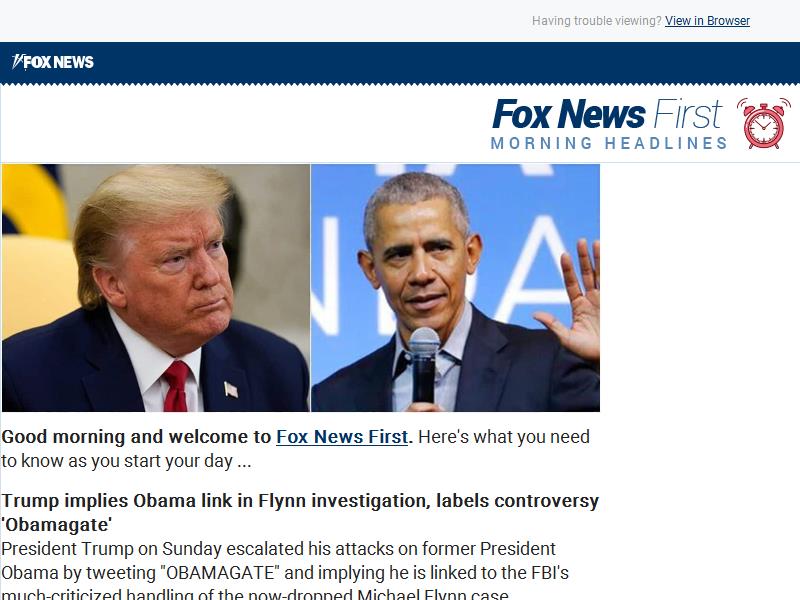 Having trouble viewing? View in Browser
FOX NEWS
Fox News First
MORNING HEADLINES
NDA
Good morning and welcome to Fox News First. Here's what you need
to know as you start your day ...
Trump implies Obama link in Flynn investigation, labels controversy
'Obamagate'
President Trump on Sunday escalated his attacks on former President
Obama by tweeting "OBAMAGATE" and implying he is linked to the FBI's
much-criticized handling of the now-dropped Michael Flynn case.